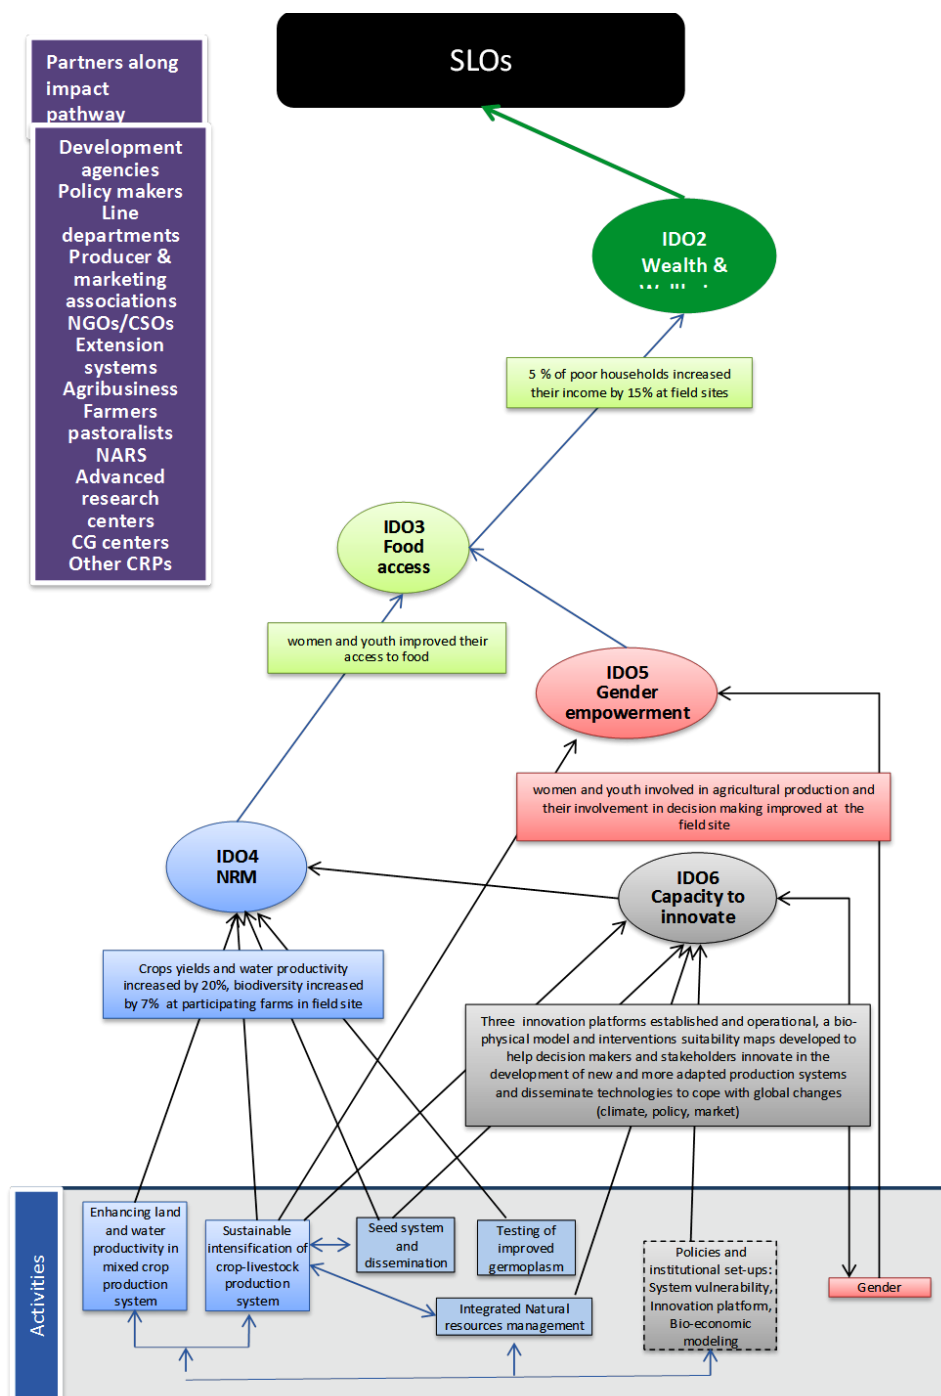 SLOs
Partners along
impact
pathway
Development
agencies
Policy makers
Line
departments
Producer &
marketing
associations
NGOs/CSOs
Extension
systems
Agribusiness
Farmers
pastoralists
NARS
Advanced
research
centers
CG centers
Other CRPs
IDO2
Wealth &
5 % of poor households increased
their income by 15% at field sites
IDO3
Food
access
women and youth improved their
access to food
IDO5
Gender
empowerment
women and youth involved in agricultural production and
their involvement in decision making improved at the
field site
IDO4
NRM
IDO6
Capacity to
innovate
Crops yields and water productivity
increased by 20%, biodiversity increased
by 7% at participating farms in field site
Three innovation platforms established and operational, a bio-
physical model and interventions suitability maps developed to
help decision makers and stakeholders innovate in the
development of new and more adapted production systems
and disseminate technologies to cope with global changes
(climate, policy, market)
Activities
Enhancing land
and water
productivity in
mixed crop
production
system
Sustainable
intensification of
crop-livestock
production
system
Seed system
and
dissemination
Testing of
improved
germoplasm
Integrated Natural
resources management
Policies and
institutional set-ups:
System vulnerability,
Innovation platform,
Bio-economic
modeling
Gender